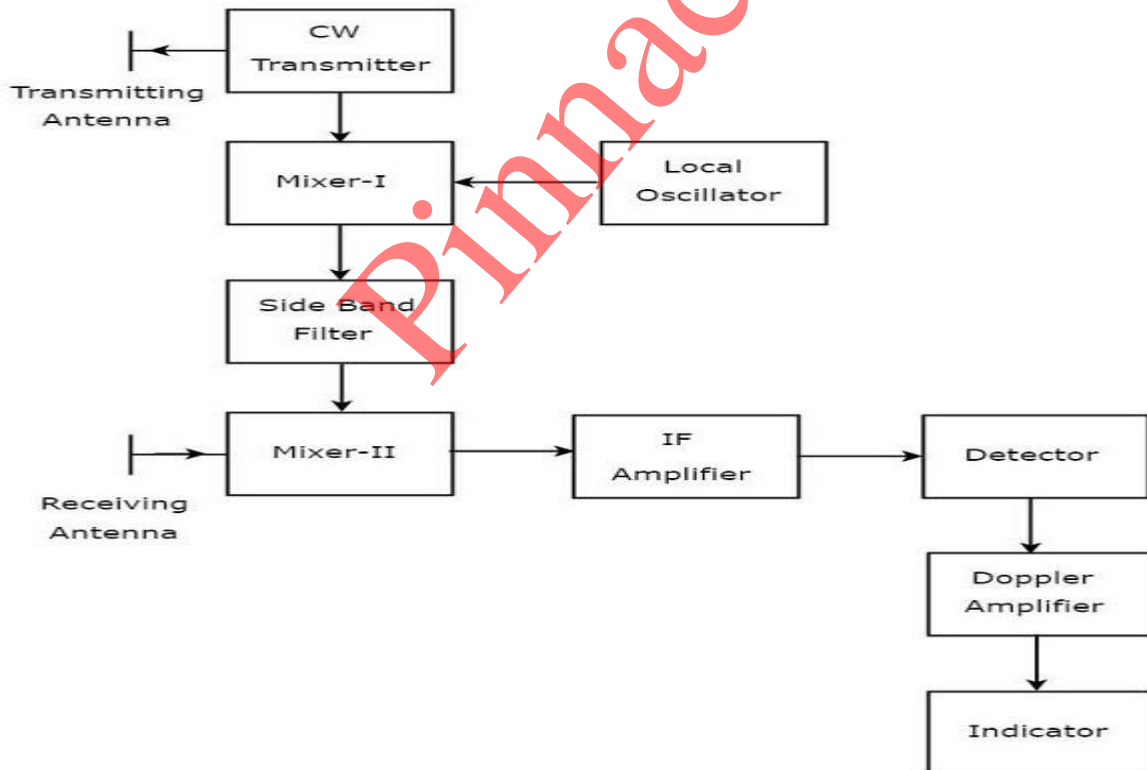 CW
Transmitter
Transmitting
Antenna
Mixer-I
Local
Oscillator
Side Band
Filter
Mixer-II
IF
Amplifier
Detector
Receiving
Antenna
Doppler
Amplifier
Indicator
Pinnac